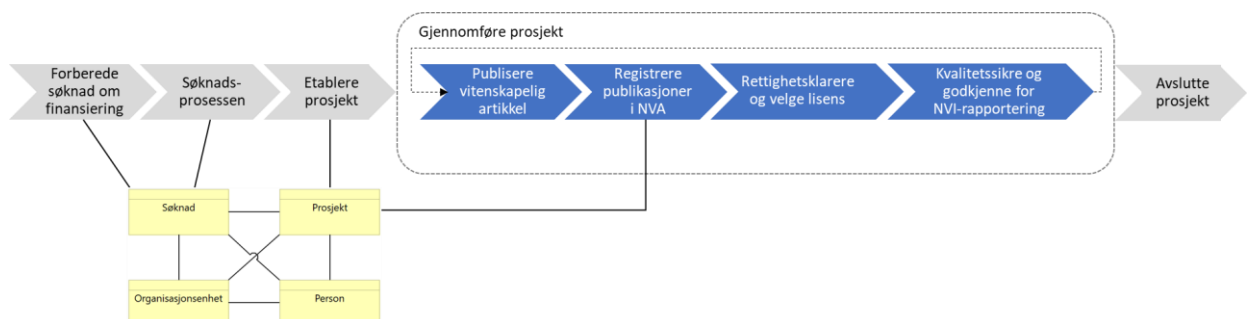 Gjennomføre prosjekt
Forberede
søknad om
finansiering
Søknads-
prosessen
Etablere
prosjekt
Publisere
vitenskapelig
artikkel
Registrere
publikasjoner
i NVA
Rettighetsklarere
og velge lisens
Kvalitetssikre og
godkjenne for
NVI-rapportering
Avslutte
prosjekt
Søknad
Prosjekt
Organisasjonsenhet
Person